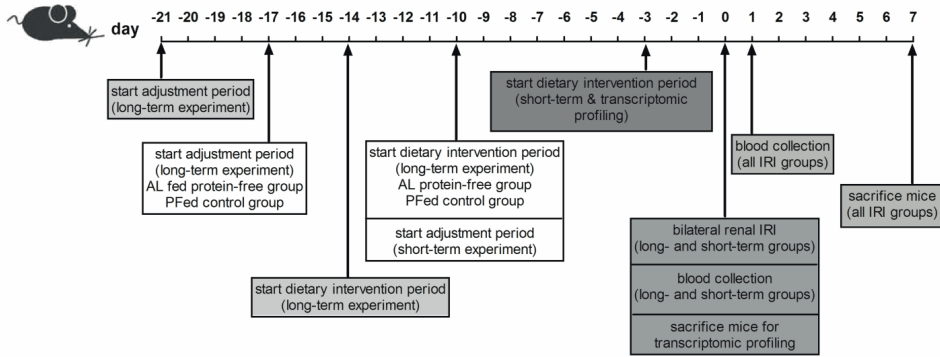 day
-21 -20 -19 -18 -17 -16 -15 -14 -13 -12 -11 -10 -9 -8 -7 -6 -5 -4 -3 -2 -1 0 1 2 3 4 5 6 7
start adjustment period
(long-term experiment)
start adjustment period
(long-term experiment)
AL fed protein-free group
PFed control group
start dietary intervention period
(long-term experiment)
start dietary intervention period
(long-term experiment)
AL protein-free group
PFed control group
start adjustment period
(short-term experiment)
start dietary intervention period
(short-term & transcriptomic
profiling)
bilateral renal IRI
(long- and short-term groups)
blood collection
(long- and short-term groups)
sacrifice mice for
transcriptomic profiling
blood collection
(all IRI groups)
sacrifice mice
(all IRI groups)